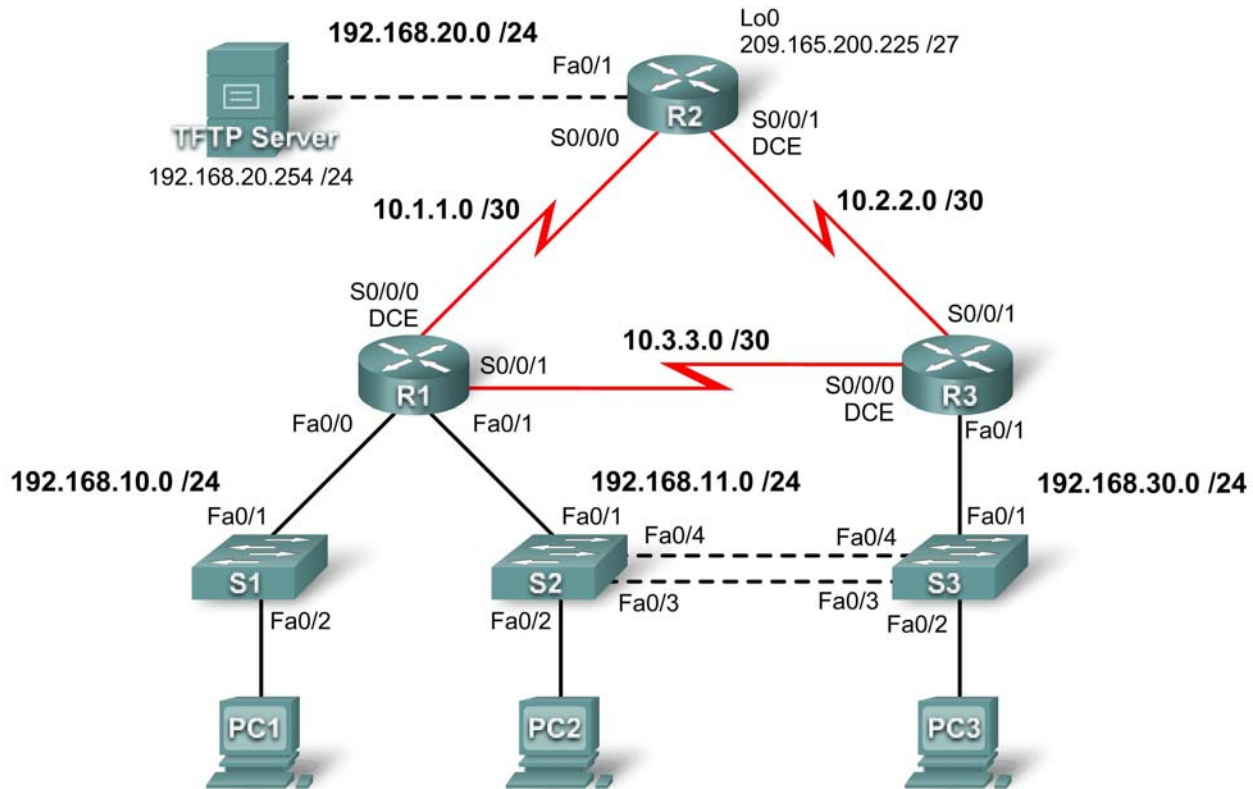 192.168.20.0 /24
Lo0
209.165.200.225 /27
Fa0/1
R2
TFTP Server
S0/0/0
S0/0/1
DCE
192.168.20.254 /24
10.1.1.0 /30
10.2.2.0 /30
S0/0/0
DCE
S0/0/1
10.3.3.0 /30
S0/0/1
R1
S0/0/0
DCE
R3
Fa0/0
Fa0/1
Fa0/1
192.168.10.0 /24
192.168.11.0 /24
192.168.30.0 /24
Fa0/1
Fa0/1
Fa0/4
Fa0/4
Fa0/1
S1
S2
S3
Fa0/2
Fa0/2
Fa0/3
Fa0/3
Fa0/2
PC1
PC2
PC3